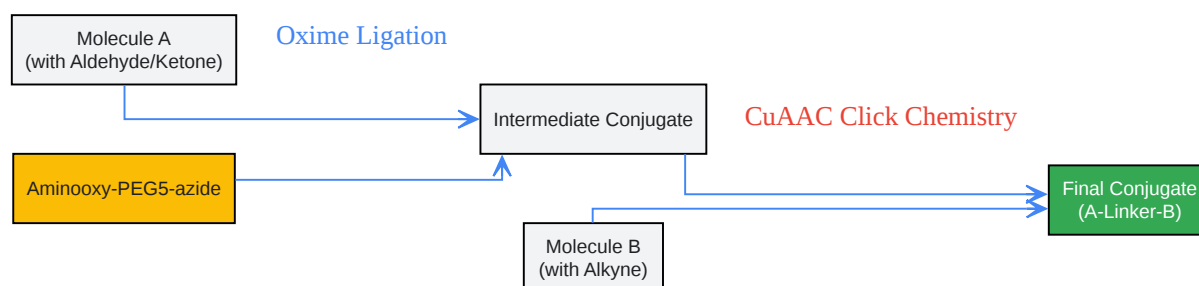 Molecule A
(with Aldehyde/Ketone)
Oxime Ligation
Intermediate Conjugate
CuAAC Click Chemistry
Aminooxy-PEG5-azide
Final Conjugate
(A-Linker-B)
Molecule B
(with Alkyne)